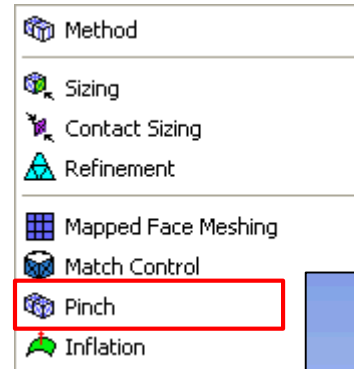 Method
Sizing
Contact Sizing
Refinement
Mapped Face Meshing
Match Control
Pinch
Inflation